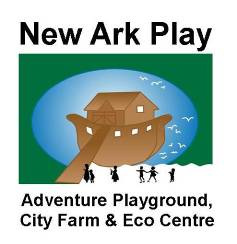 New Ark Play
Adventure Playground,
City Farm & Eco Centre